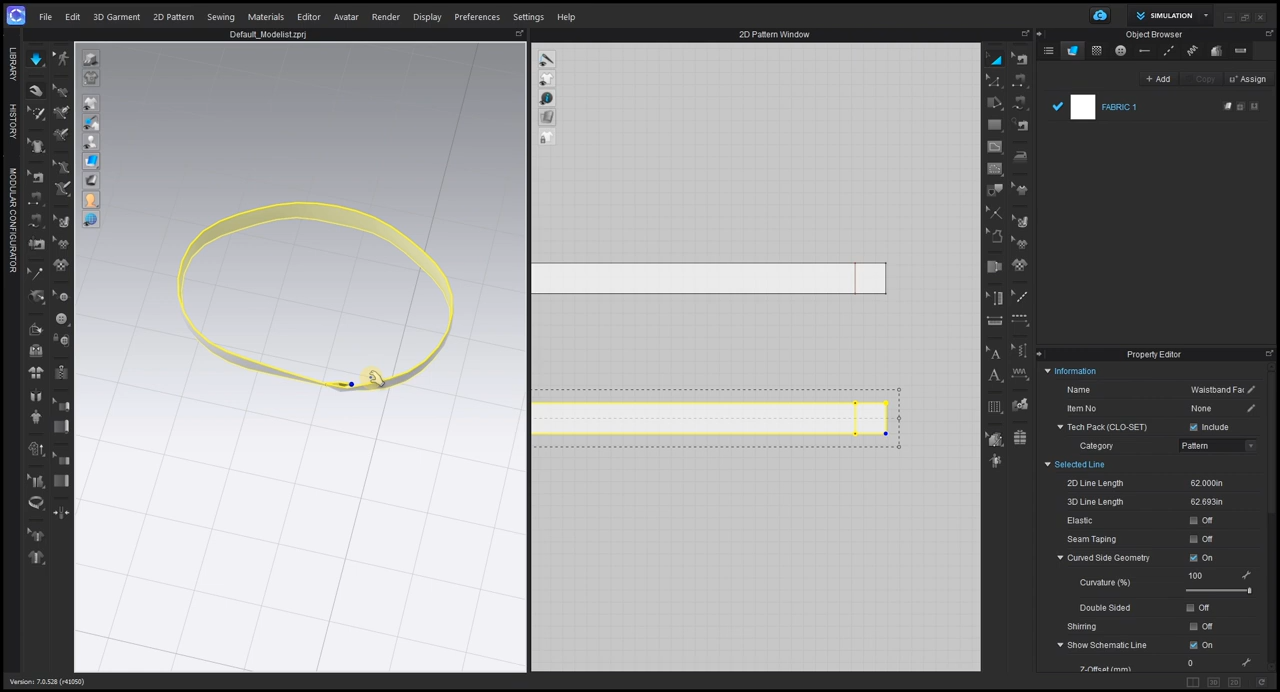 File Edit 3D Garment 2D Pattern Sewing Materials Editor Avatar Render Display Preferences Settings Help
SIMULATION
Default_Modelist.zprj
2D Pattern Window
Object Browser
LIBRARY
HISTORY
MODULAR CONFIGURATOR
+ Add
Copy
Assign
FABRIC 1
Property Editor
Information
Name Waistband Fac
Item No None
Tech Pack (CLO-SET) Include
Category Pattern
Selected Line
2D Line Length 62.000in
3D Line Length 62.693in
Elastic Off
Seam Taping Off
Curved Side Geometry On
Curvature (%) 100
Double Sided Off
Shirring Off
Show Schematic Line On
Z-Offset (mm) 0
Version: 7.0.528 (r41050)
3D
2D